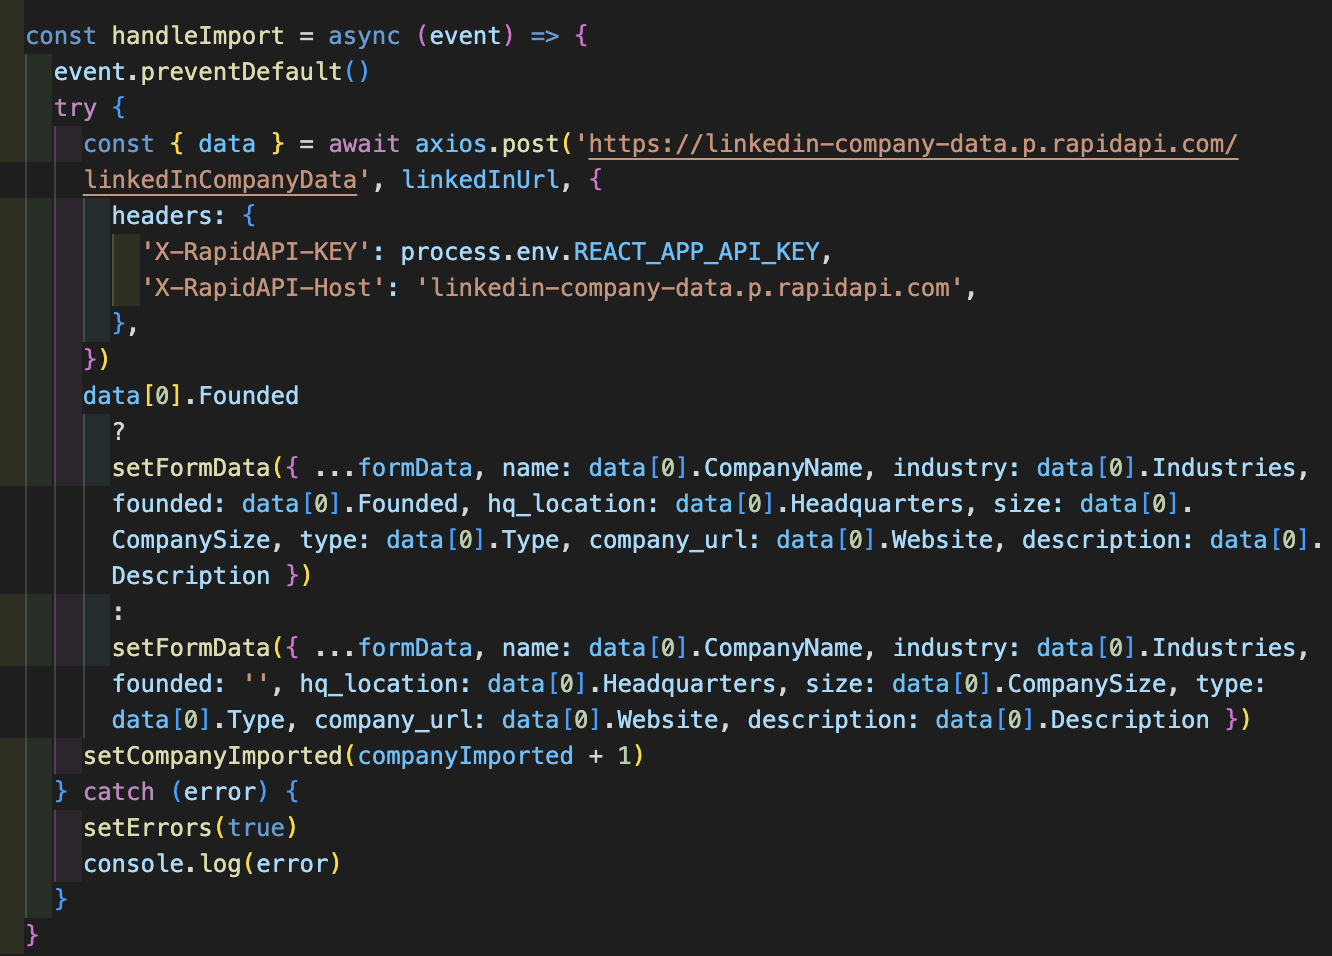 const handleImport = async (event) => {
event.preventDefault()
try {
const { data } = await axios.post('https://linkedin-company-data.p.rapidapi.com/
linkedInCompanyData', linkedInUrl, {
headers: {
'X-RapidAPI-KEY': process.env.REACT_APP_API_KEY,
'X-RapidAPI-Host': 'linkedin-company-data.p.rapidapi.com',
},
})
data[0].Founded
?
setFormData({ ...formData, name: data[0].CompanyName, industry: data[0].Industries,
founded: data[0].Founded, hq_location: data[0].Headquarters, size: data[0].
CompanySize, type: data[0].Type, company_url: data[0].Website, description: data[0].
Description })
:
setFormData({ ...formData, name: data[0].CompanyName, industry: data[0].Industries,
founded: '', hq_location: data[0].Headquarters, size: data[0].CompanySize, type:
data[0].Type, company_url: data[0].Website, description: data[0].Description })
setCompanyImported(companyImported + 1)
} catch (error) {
setErrors(true)
console.log(error)
}
}